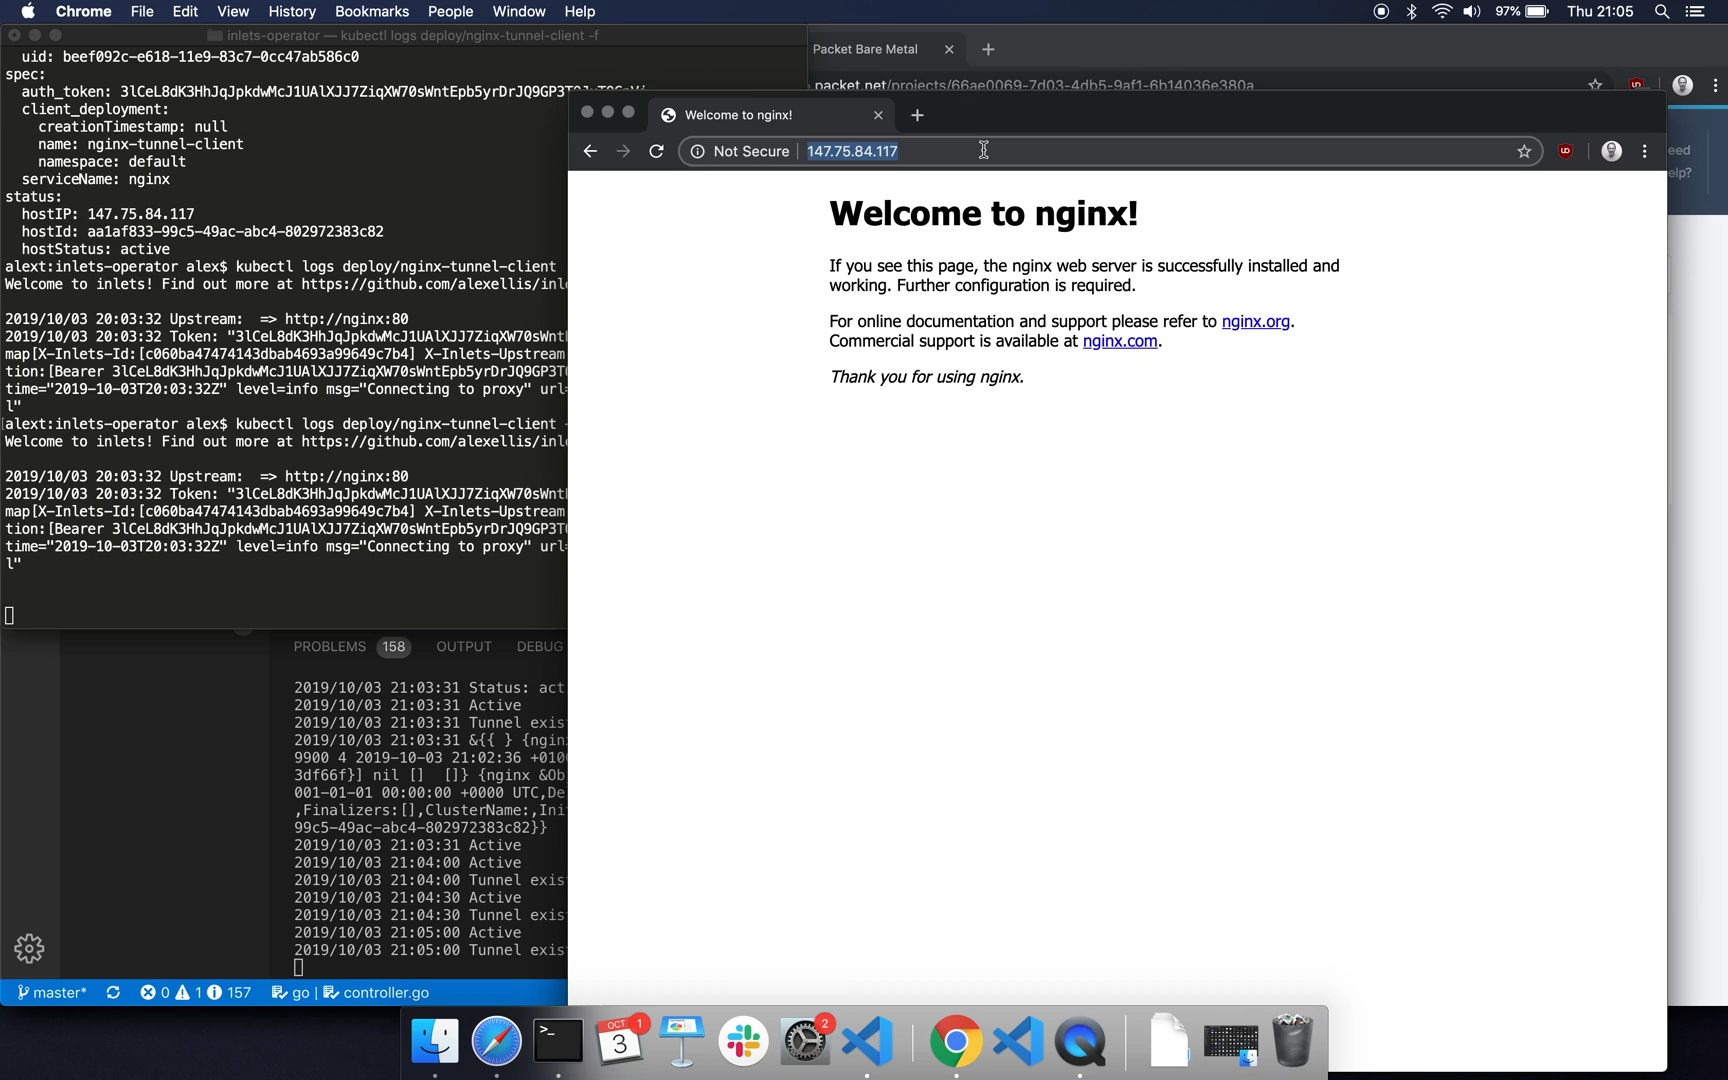 Chrome File Edit View History Bookmarks People Window Help 97% Thu 21:05
inlets-operator — kubectl logs deploy/nginx-tunnel-client -f
uid: beef092c-e618-11e9-83c7-0cc47ab586c0
spec:
auth_token: 3lCeL8dK3HhJqJpkdwMcJ1UAlXJJ7ZiqXW70sWntEpb5yrDrJQ9GP3T
client_deployment:
creationTimestamp: null
name: nginx-tunnel-client
namespace: default
serviceName: nginx
status:
hostIP: 147.75.84.117
hostId: aa1af833-99c5-49ac-abc4-802972383c82
hostStatus: active
alext:inlets-operator alex$ kubectl logs deploy/nginx-tunnel-client
Welcome to inlets! Find out more at https://github.com/alexellis/inl
2019/10/03 20:03:32 Upstream:  => http://nginx:80
2019/10/03 20:03:32 Token: "3lCeL8dK3HhJqJpkdwMcJ1UAlXJJ7ZiqXW70sWnt
map[X-Inlets-Id:[c060ba47474143dbab4693a99649c7b4] X-Inlets-Upstream
tion:[Bearer 3lCeL8dK3HhJqJpkdwMcJ1UAlXJJ7ZiqXW70sWntEpb5yrDrJQ9GP3T
time="2019-10-03T20:03:32Z" level=info msg="Connecting to proxy" url=
l"
alext:inlets-operator alex$ kubectl logs deploy/nginx-tunnel-client -
Welcome to inlets! Find out more at https://github.com/alexellis/inl
2019/10/03 20:03:32 Upstream:  => http://nginx:80
2019/10/03 20:03:32 Token: "3lCeL8dK3HhJqJpkdwMcJ1UAlXJJ7ZiqXW70sWnt
map[X-Inlets-Id:[c060ba47474143dbab4693a99649c7b4] X-Inlets-Upstream
tion:[Bearer 3lCeL8dK3HhJqJpkdwMcJ1UAlXJJ7ZiqXW70sWntEpb5yrDrJQ9GP3T
time="2019-10-03T20:03:32Z" level=info msg="Connecting to proxy" url=
l"
Packet Bare Metal
packet.net/projects/66ae0069-7d03-4db5-9af1-6b14036e380a
eed
elp?
Welcome to nginx!
Not Secure 147.75.84.117
Welcome to nginx!
If you see this page, the nginx web server is successfully installed and
working. Further configuration is required.
For online documentation and support please refer to nginx.org.
Commercial support is available at nginx.com.
Thank you for using nginx.
PROBLEMS 158 OUTPUT DEBUG
2019/10/03 21:03:31 Status: act
2019/10/03 21:03:31 Active
2019/10/03 21:03:31 Tunnel exis
2019/10/03 21:03:31 &{{ } {ngin
9900 4 2019-10-03 21:02:36 +010
3df66f}] nil [] []} {nginx &Ob
001-01-01 00:00:00 +0000 UTC,De
,Finalizers:[],ClusterName:,Ini
99c5-49ac-abc4-802972383c82}}
2019/10/03 21:03:31 Active
2019/10/03 21:04:00 Active
2019/10/03 21:04:00 Tunnel exis
2019/10/03 21:04:30 Active
2019/10/03 21:04:30 Tunnel exis
2019/10/03 21:05:00 Active
2019/10/03 21:05:00 Tunnel exis
master* 0 1 157 go | controller.go
OCT 1 2
3